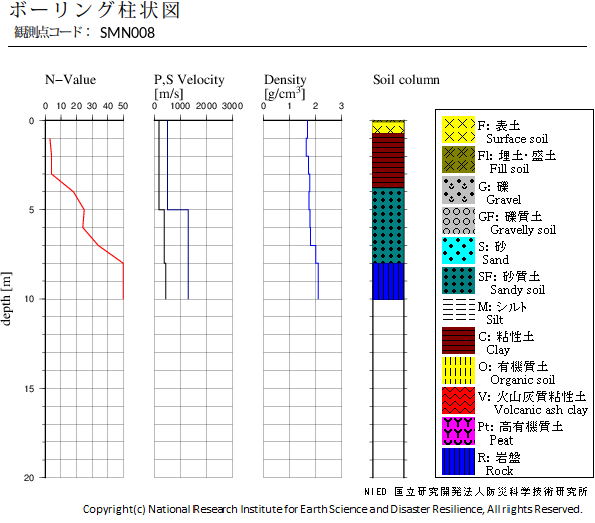 ボーリング柱状図
観測点コード： SMN008
N−Value P,S Velocity Density Soil column
[m/s] [g/cm3]
0 10 20 30 40 50 0 1000 2000 3000 0 1 2 3
0
5
10
15
20
depth [m]
F: 表土
Surface soil
Fl: 埋土・盛土
Fill soil
G: 礫
Gravel
GF: 礫質土
Gravelly soil
S: 砂
Sand
SF: 砂質土
Sandy soil
M: シルト
Silt
C: 粘性土
Clay
O: 有機質土
Organic soil
V: 火山灰質粘性土
Volcanic ash clay
Pt: 高有機質土
Peat
R: 岩盤
Rock
NIED 国立研究開発法人防災科学技術研究所
Copyright(c) National Research Institute for Earth Science and Disaster Resilience, All rights Reserved.